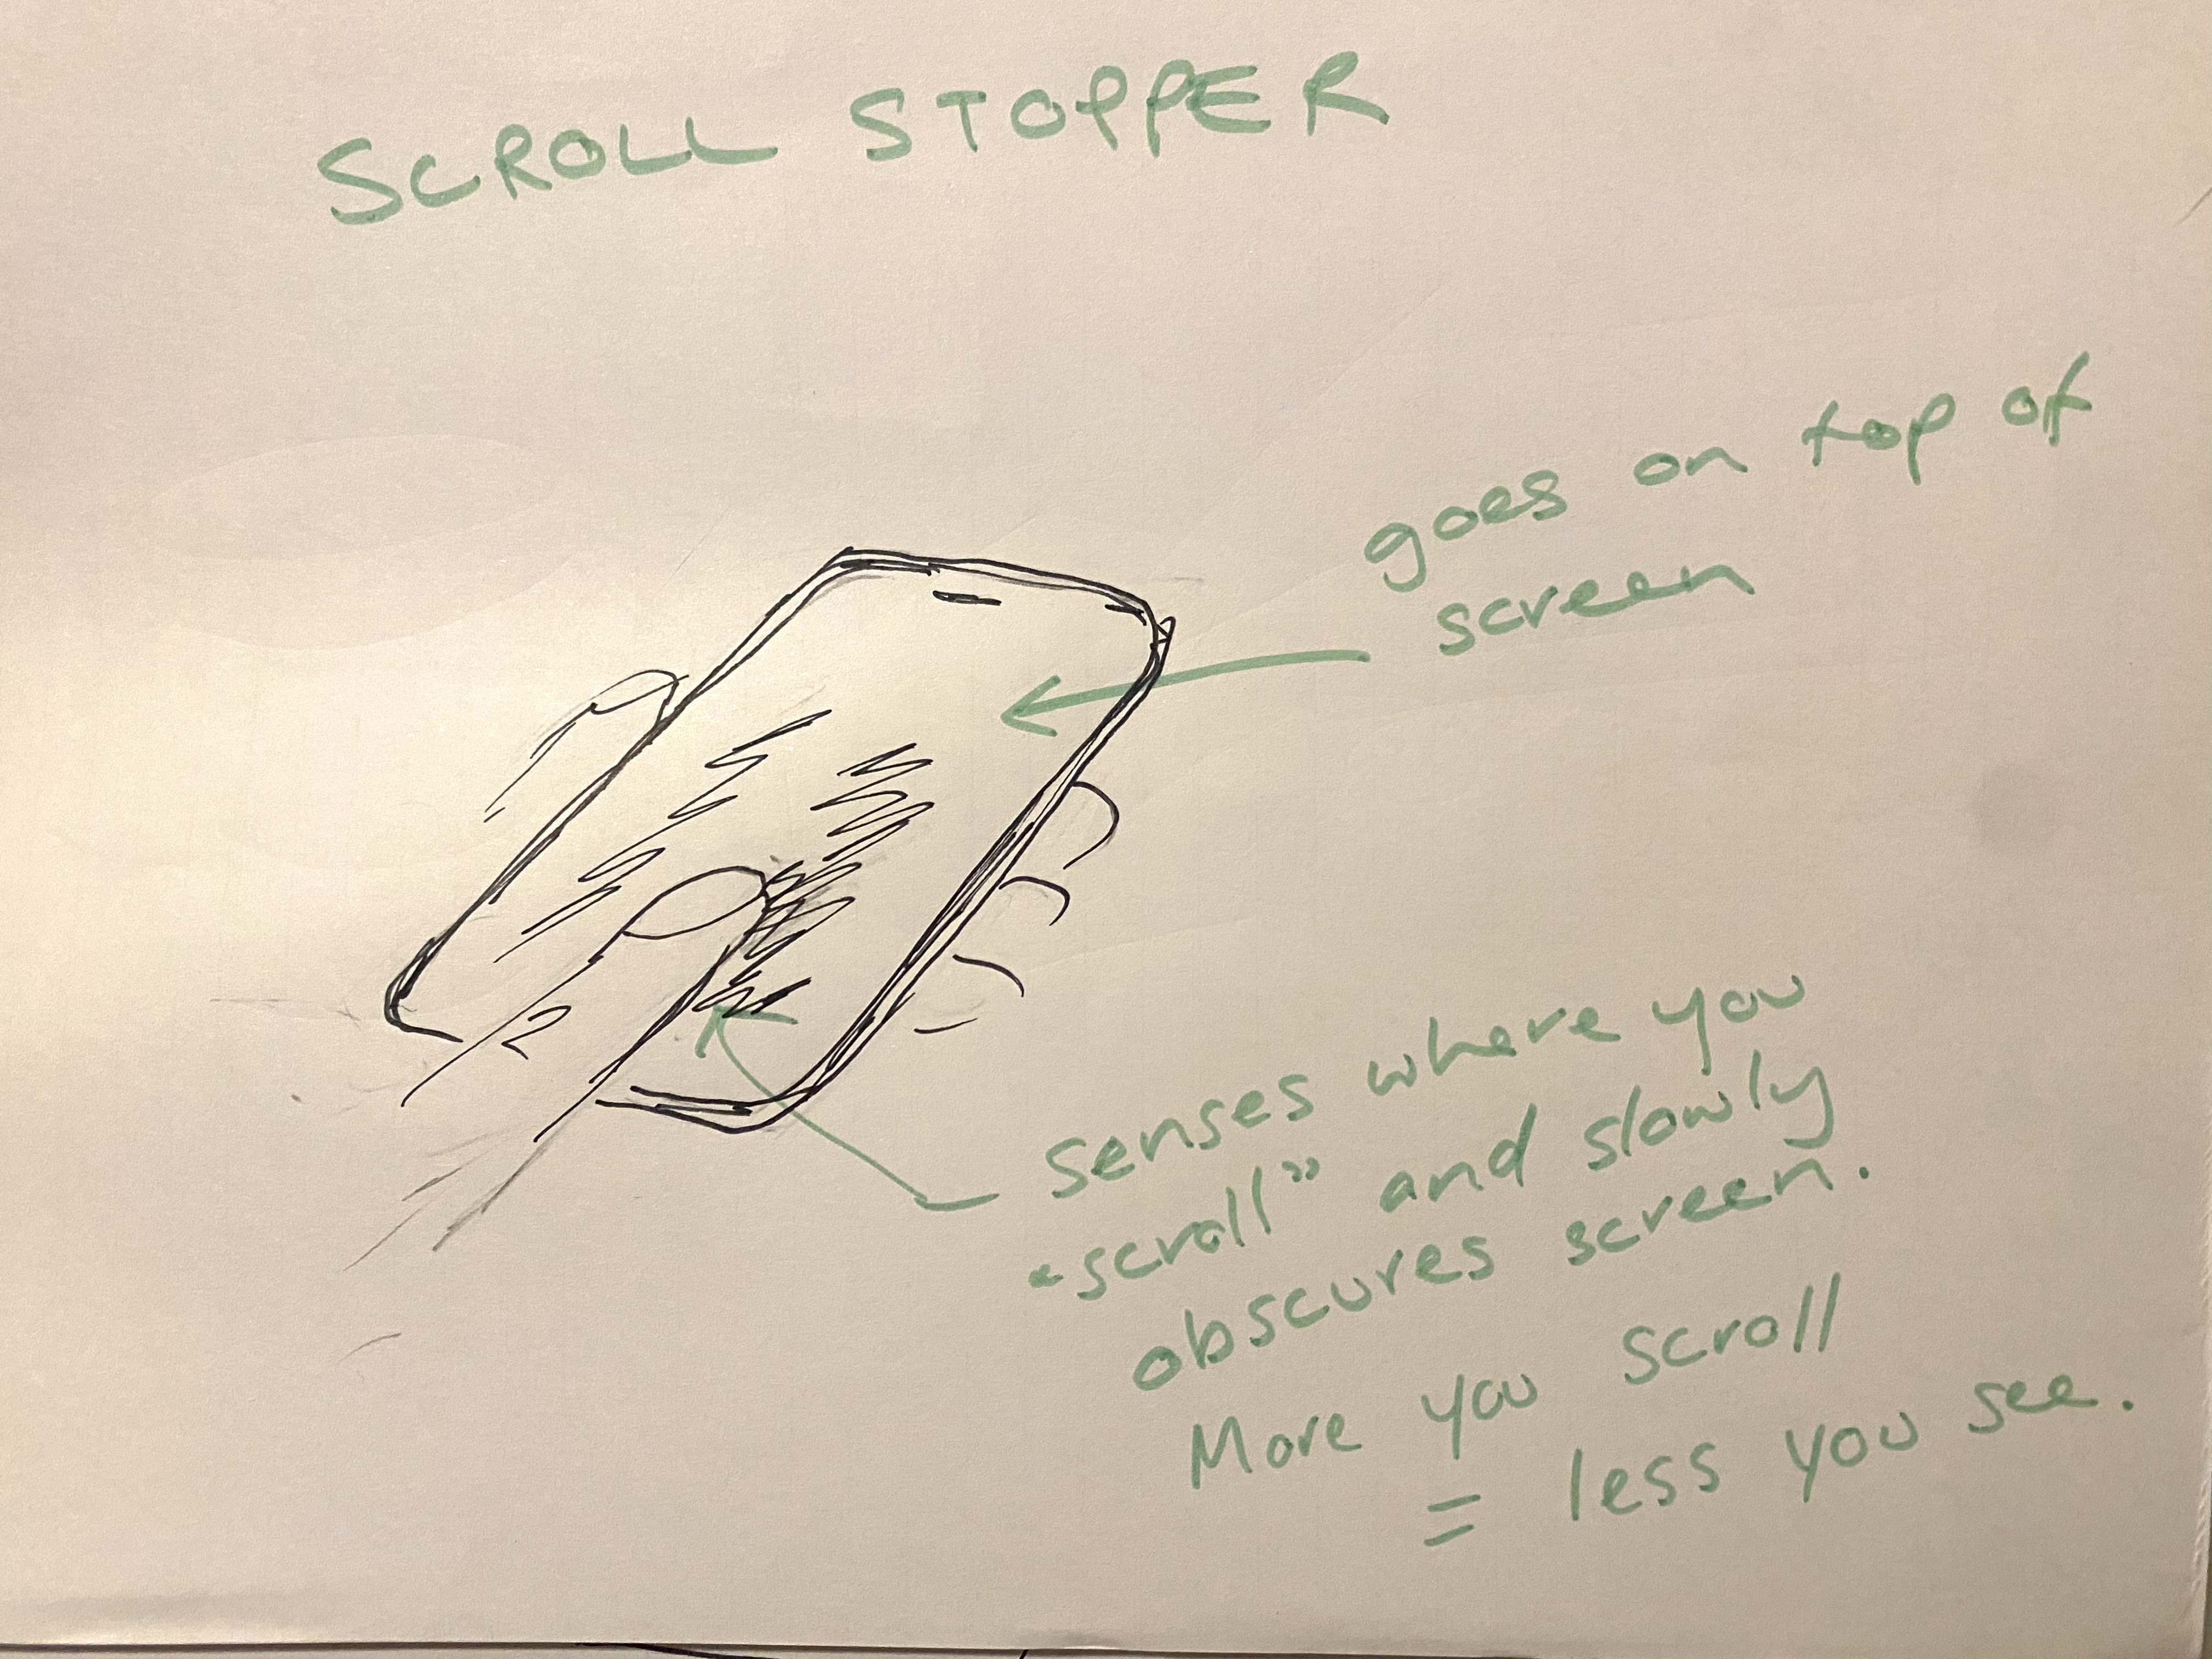 SCROLL STOPPER
goes on top of
screen
senses where you
"scroll" and slowly
obscures screen.
More you scroll
= less you see.